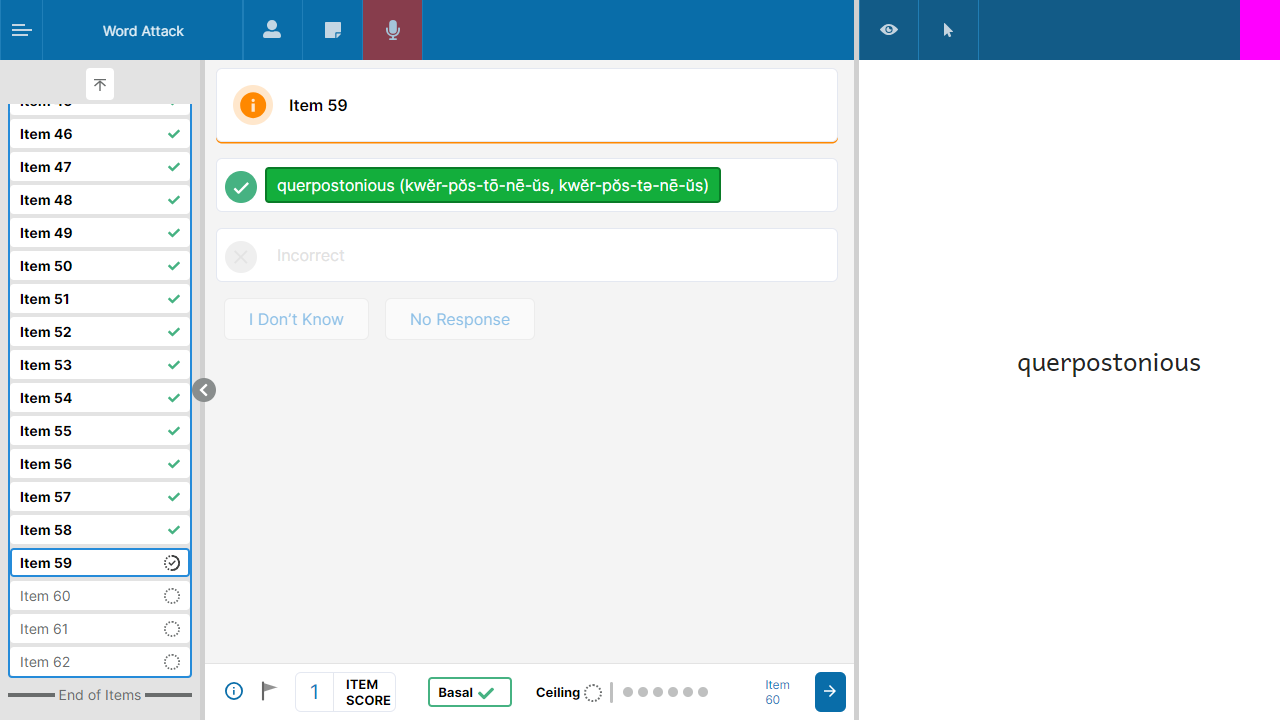 Word Attack
Item 46
Item 47
Item 48
Item 49
Item 50
Item 51
Item 52
Item 53
Item 54
Item 55
Item 56
Item 57
Item 58
Item 59
Item 60
Item 61
Item 62
End of Items
Item 59
querpostonious (kwĕr-pŏs-tō-nē-ŭs, kwĕr-pŏs-tə-nē-ŭs)
Incorrect
I Don't Know
No Response
1
ITEM
SCORE
Basal
Ceiling
Item
60
querpostonious